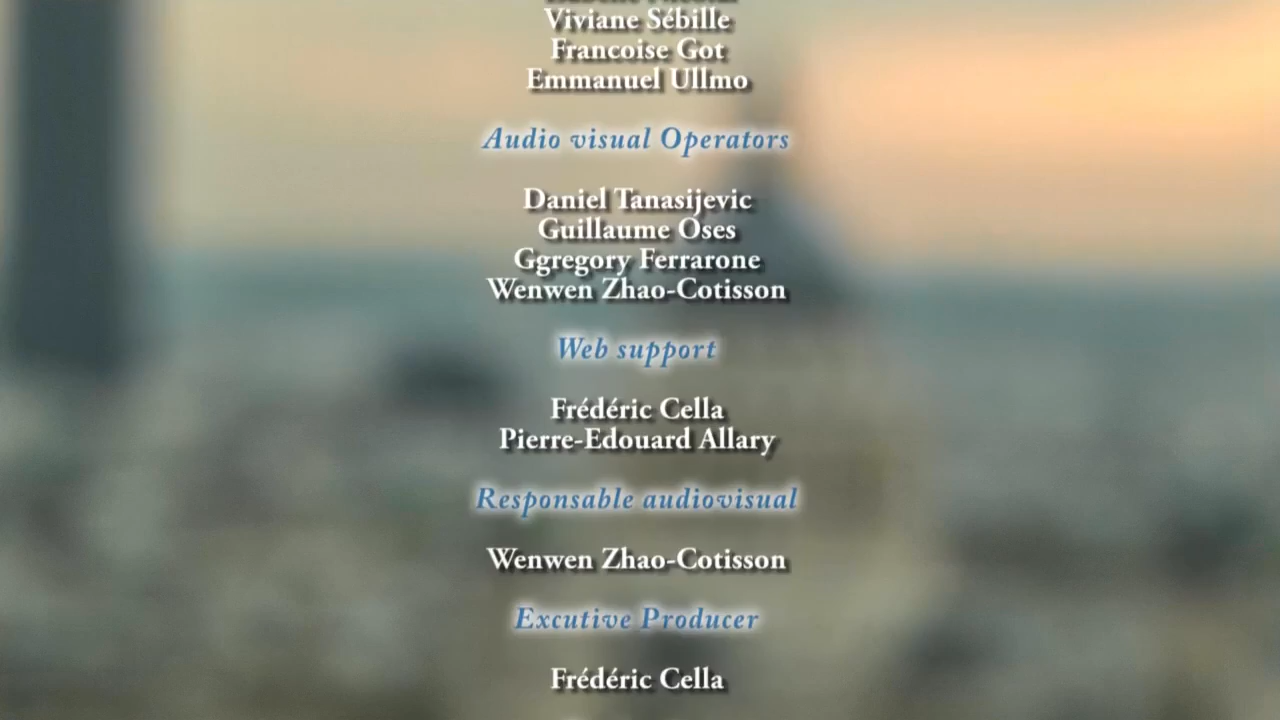 Viviane Sébille
Francoise Got
Emmanuel Ullmo
Audio visual Operators
Daniel Tanasijevic
Guillaume Oses
Ggregory Ferrarone
Wenwen Zhao-Cotisson
Web support
Frédéric Cella
Pierre-Edouard Allary
Responsable audiovisual
Wenwen Zhao-Cotisson
Excutive Producer
Frédéric Cella